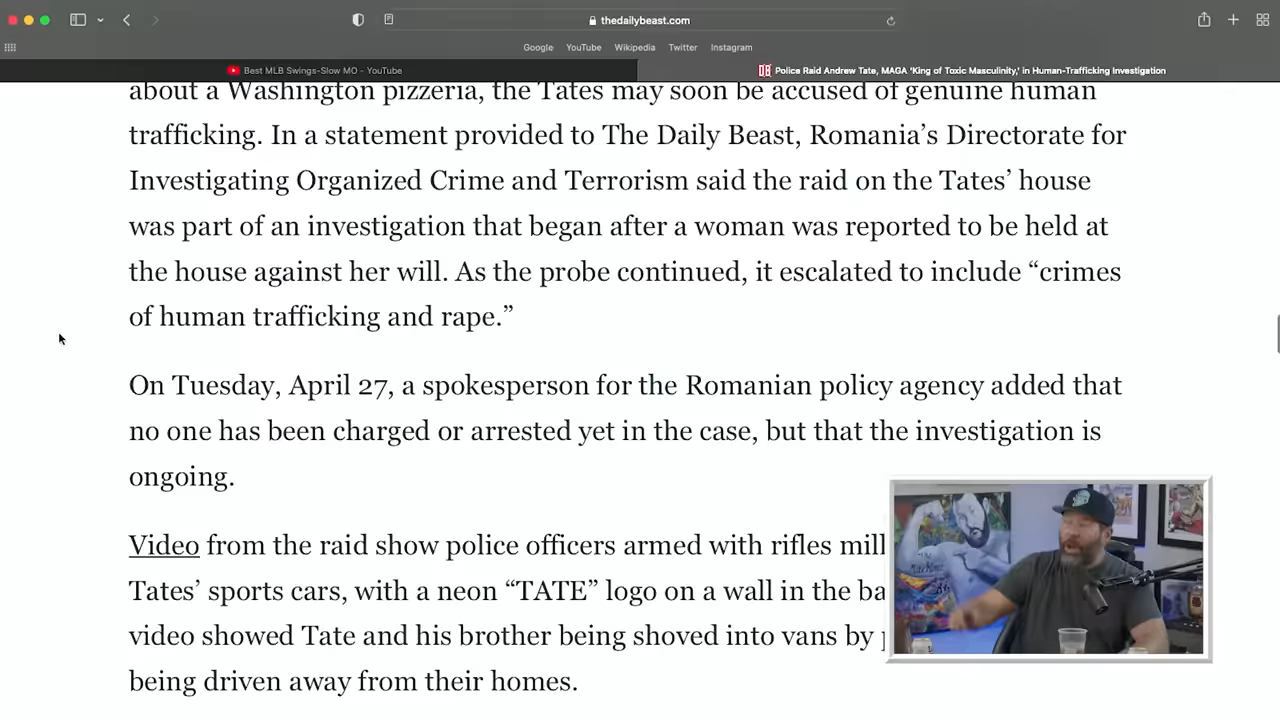 thedailybeast.com
Google YouTube Wikipedia Twitter Instagram
Best MLB Swings-Slow MO - YouTube
Police Raid Andrew Tate, MAGA 'King of Toxic Masculinity,' in Human-Trafficking Investigation
about a Washington pizzeria, the Tates may soon be accused of genuine human
trafficking. In a statement provided to The Daily Beast, Romania’s Directorate for
Investigating Organized Crime and Terrorism said the raid on the Tates’ house
was part of an investigation that began after a woman was reported to be held at
the house against her will. As the probe continued, it escalated to include “crimes
of human trafficking and rape.”
On Tuesday, April 27, a spokesperson for the Romanian policy agency added that
no one has been charged or arrested yet in the case, but that the investigation is
ongoing.
Video from the raid show police officers armed with rifles mill
Tates’ sports cars, with a neon “TATE” logo on a wall in the ba
video showed Tate and his brother being shoved into vans by
being driven away from their homes.